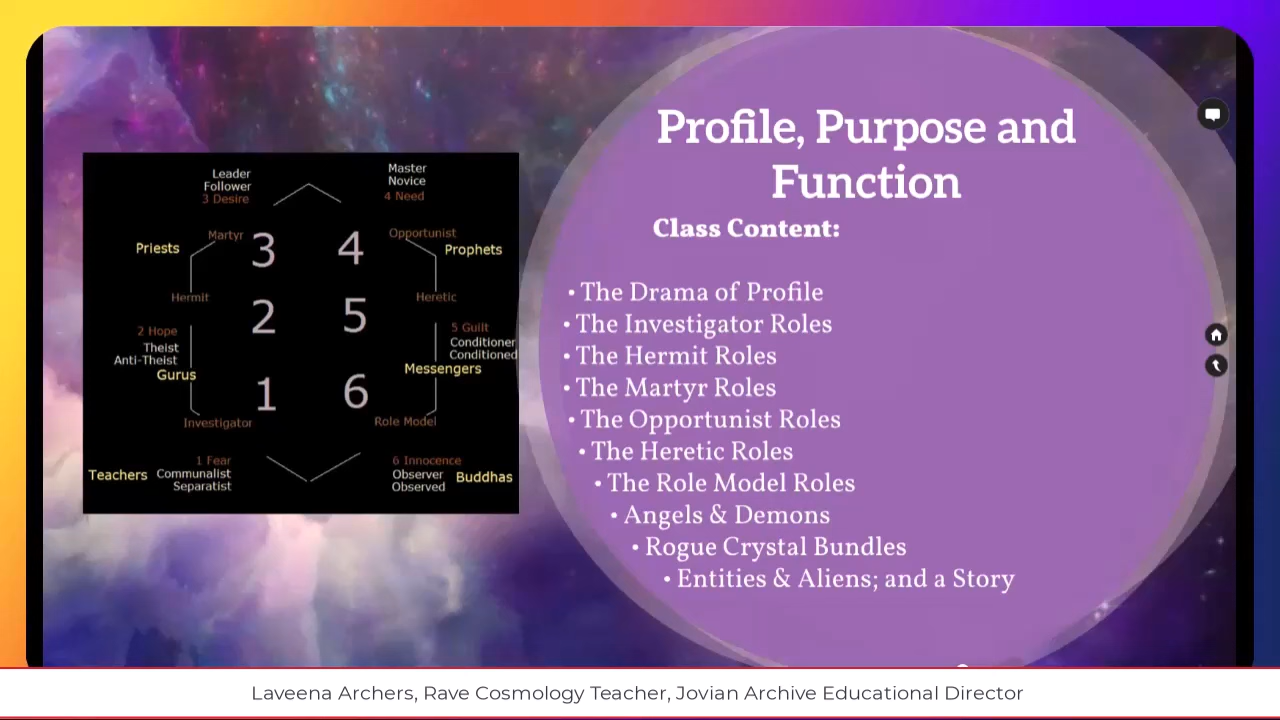 Profile, Purpose and
Function
Class Content:
• The Drama of Profile
• The Investigator Roles
• The Hermit Roles
• The Martyr Roles
• The Opportunist Roles
• The Heretic Roles
• The Role Model Roles
• Angels & Demons
• Rogue Crystal Bundles
• Entities & Aliens; and a Story
Leader
Follower
3 Desire
Master
Novice
4 Need
Martyr
3
4
Opportunist
Priests
Prophets
Hermit
2
5
Heretic
2 Hope
Theist
Anti-Theist
Gurus
5 Guilt
Conditioner
Conditioned
Messengers
1
6
Investigator
Role Model
1 Fear
Teachers Communalist
Separatist
6 Innocence
Observer
Observed
Buddhas
Laveena Archers, Rave Cosmology Teacher, Jovian Archive Educational Director